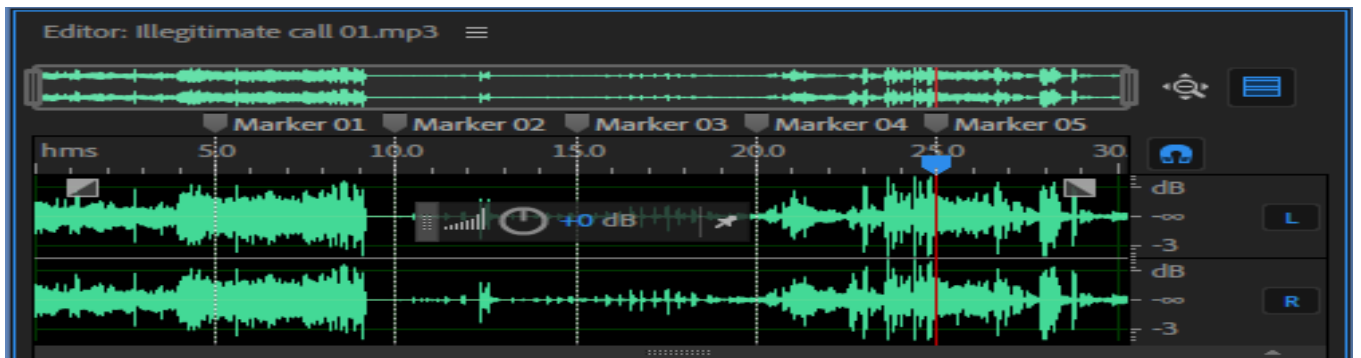 Editor: Illegitimate call 01.mp3
Marker 01 Marker 02 Marker 03 Marker 04 Marker 05
hms 5.0 10.0 15.0 20.0 25.0 30.
dB
+0 dB
-∞ L
-3
dB
-∞ R
-3